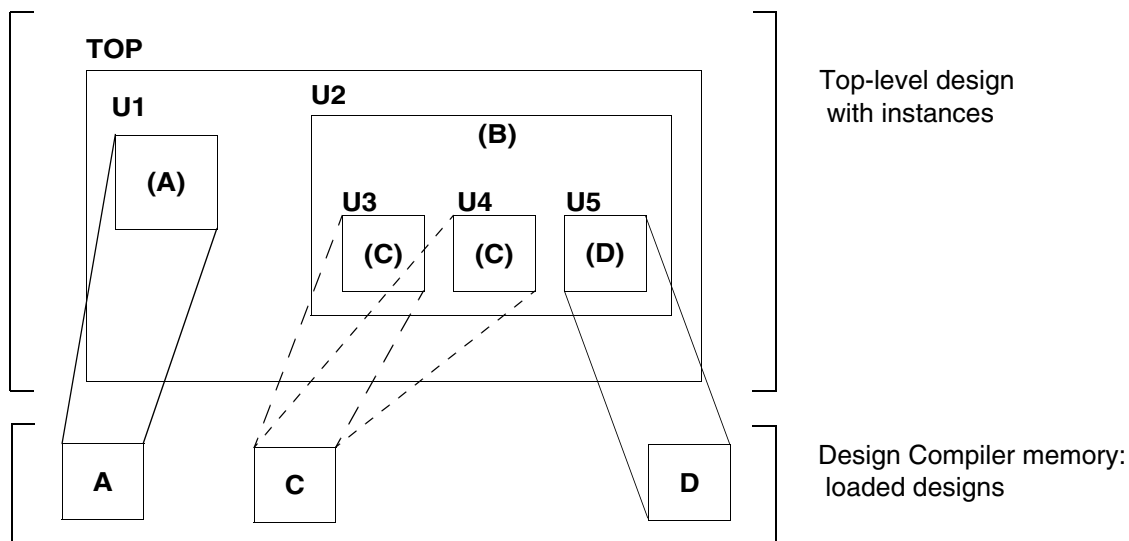 TOP
U1
U2
(B)
(A)
U3
U4
U5
(C)
(C)
(D)
Top-level design
with instances
A
C
D
Design Compiler memory:
loaded designs